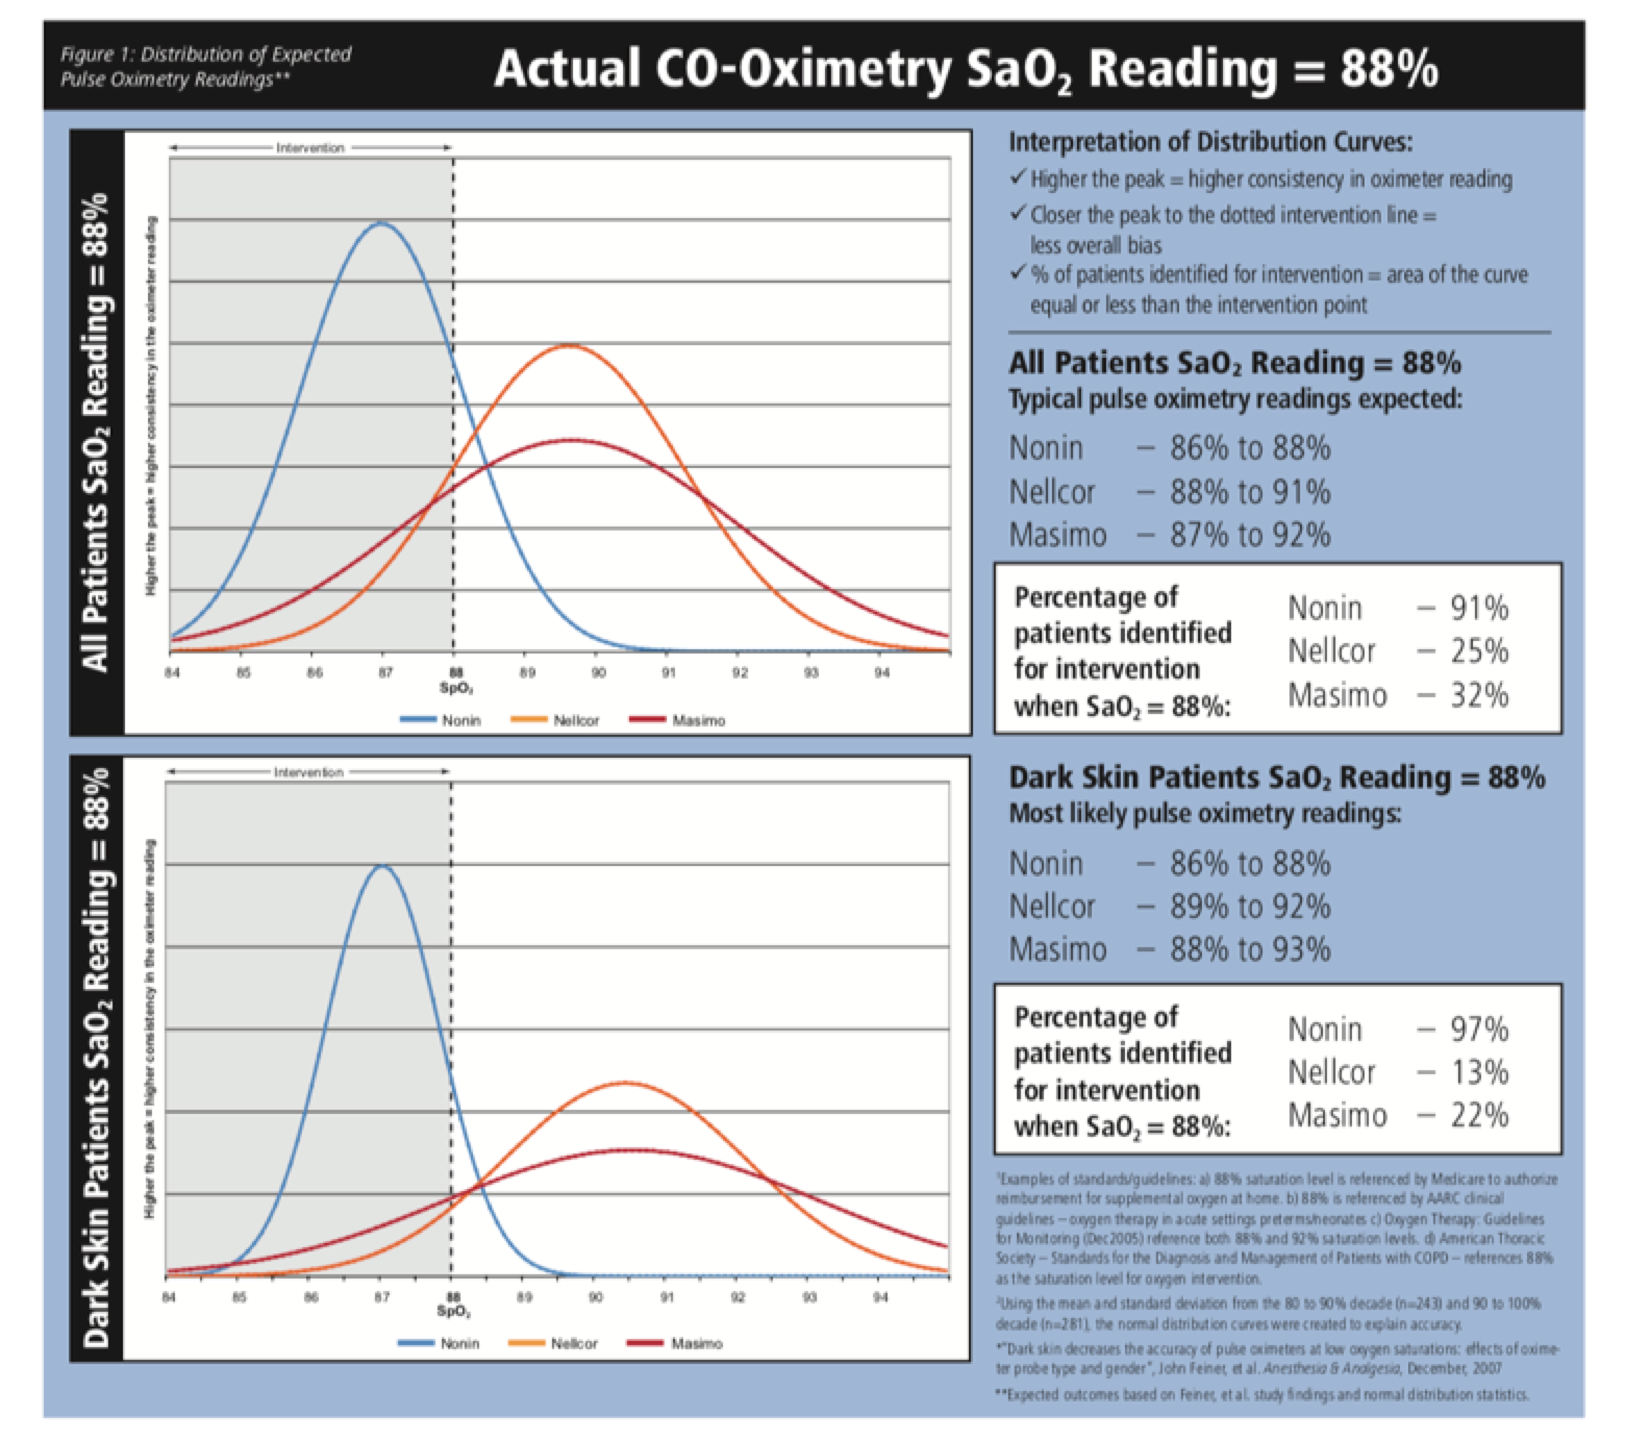 Figure 1: Distribution of Expected
Pulse Oximetry Readings**
Actual CO-Oximetry SaO₂ Reading = 88%
All Patients SaO₂ Reading = 88%
Higher the peak = higher consistency in the oximeter reading
Intervention
84 85 86 87 88 89 90 91 92 93 94
SpO₂
Nonin Nellcor Masimo
Interpretation of Distribution Curves:
✓ Higher the peak = higher consistency in oximeter reading
✓ Closer the peak to the dotted intervention line =
less overall bias
✓ % of patients identified for intervention = area of the curve
equal or less than the intervention point
All Patients SaO₂ Reading = 88%
Typical pulse oximetry readings expected:
Nonin – 86% to 88%
Nellcor – 88% to 91%
Masimo – 87% to 92%
Percentage of
patients identified
for intervention
when SaO₂ = 88%:
Nonin – 91%
Nellcor – 25%
Masimo – 32%
Dark Skin Patients SaO₂ Reading = 88%
Higher the peak = higher consistency in the oximeter reading
Intervention
84 85 86 87 88 89 90 91 92 93 94
SpO₂
Nonin Nellcor Masimo
Dark Skin Patients SaO₂ Reading = 88%
Most likely pulse oximetry readings:
Nonin – 86% to 88%
Nellcor – 89% to 92%
Masimo – 88% to 93%
Percentage of
patients identified
for intervention
when SaO₂ = 88%:
Nonin – 97%
Nellcor – 13%
Masimo – 22%
¹Examples of standards/guidelines: a) 88% saturation level is referenced by Medicare to authorize
reimbursement for supplemental oxygen at home. b) 88% is referenced by AARC clinical
guidelines – oxygen therapy in acute settings preterms/neonates c) Oxygen Therapy: Guidelines
for Monitoring (Dec2005) reference both 88% and 92% saturation levels. d) American Thoracic
Society – Standards for the Diagnosis and Management of Patients with COPD – references 88%
as the saturation level for oxygen intervention.
²Using the mean and standard deviation from the 80 to 90% decade (n=243) and 90 to 100%
decade (n=281), the normal distribution curves were created to explain accuracy.
*"Dark skin decreases the accuracy of pulse oximeters at low oxygen saturations: effects of oxime-
ter probe type and gender", John Feiner, et al. Anesthesia & Analgesia, December, 2007
**Expected outcomes based on Feiner, et al. study findings and normal distribution statistics.